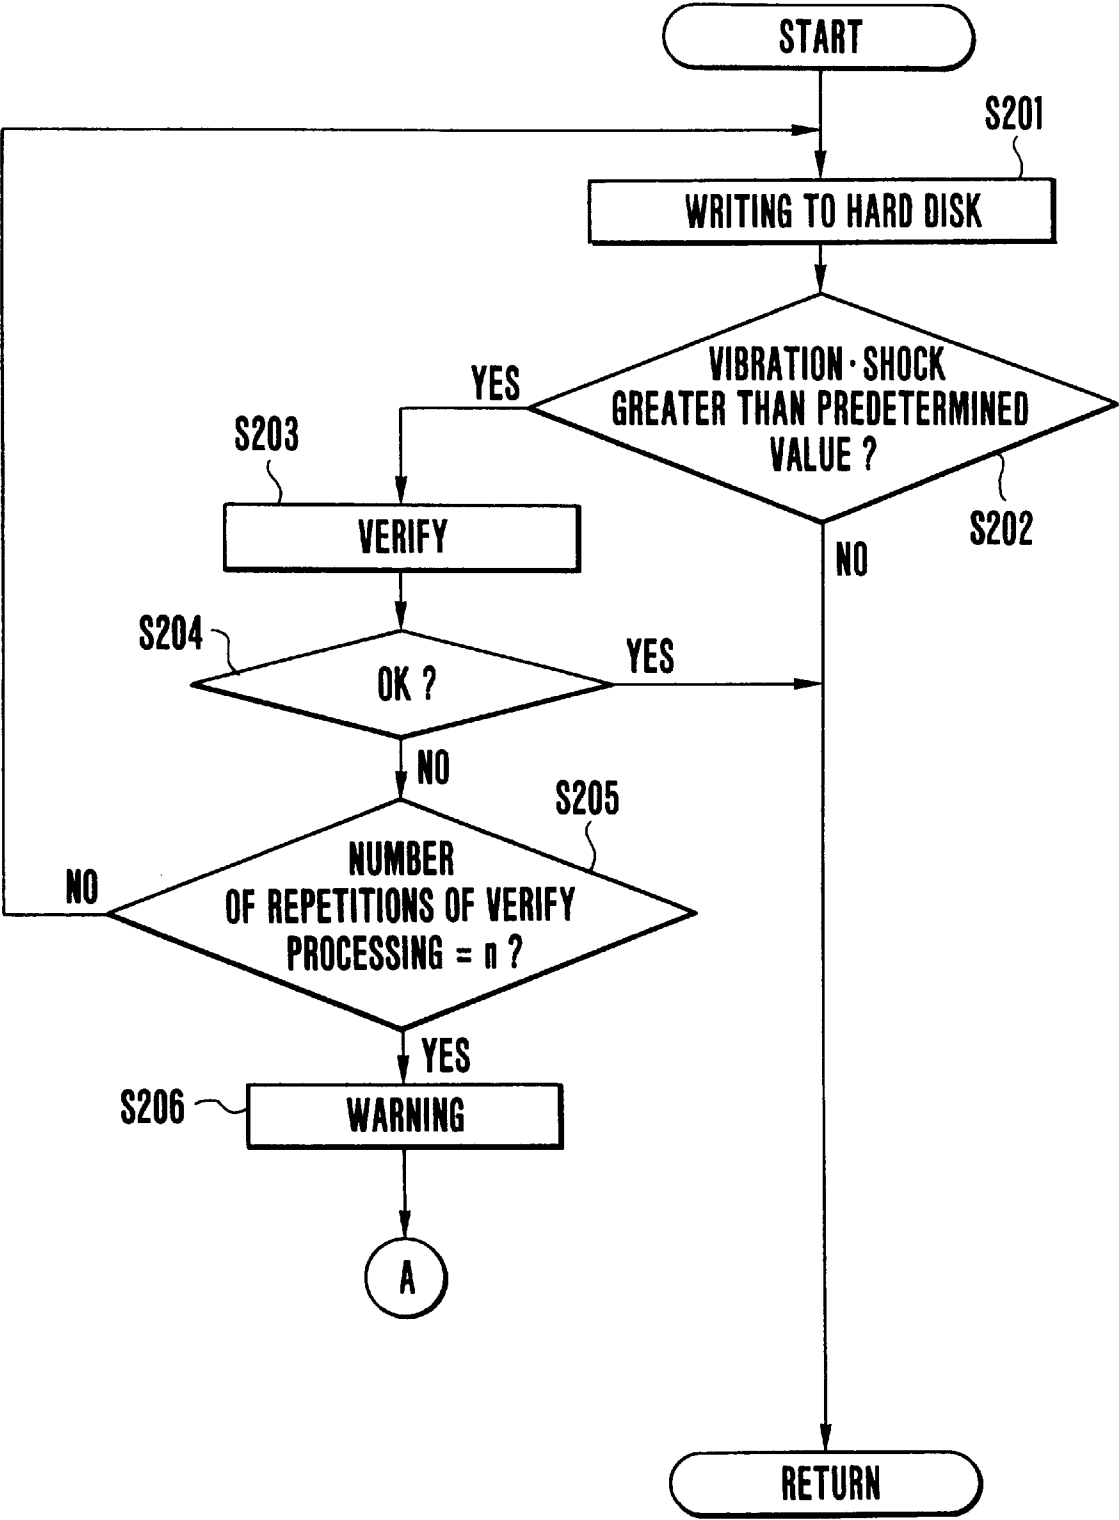 START
S201
WRITING TO HARD DISK
VIBRATION · SHOCK
GREATER THAN PREDETERMINED
VALUE ?
YES
S202
NO
S203
VERIFY
S204
OK ?
YES
NO
S205
NUMBER
OF REPETITIONS OF VERIFY
PROCESSING = n ?
NO
YES
S206
WARNING
A
RETURN